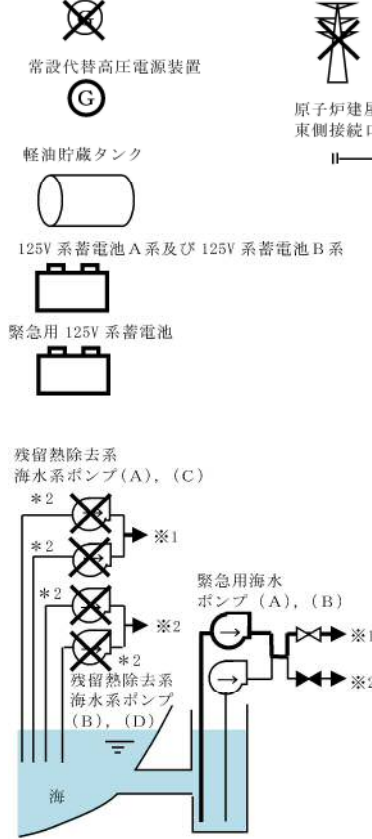 G
常設代替高圧電源装置
G
原子炉建屋
東側接続口
軽油貯蔵タンク
125V 系蓄電池A系及び 125V 系蓄電池B系
緊急用 125V 系蓄電池
残留熱除去系
海水系ポンプ(A), (C)
*2
*2
※1
*2
※2
*2
残留熱除去系
海水系ポンプ
(B), (D)
緊急用海水
ポンプ (A), (B)
※1
※2
海